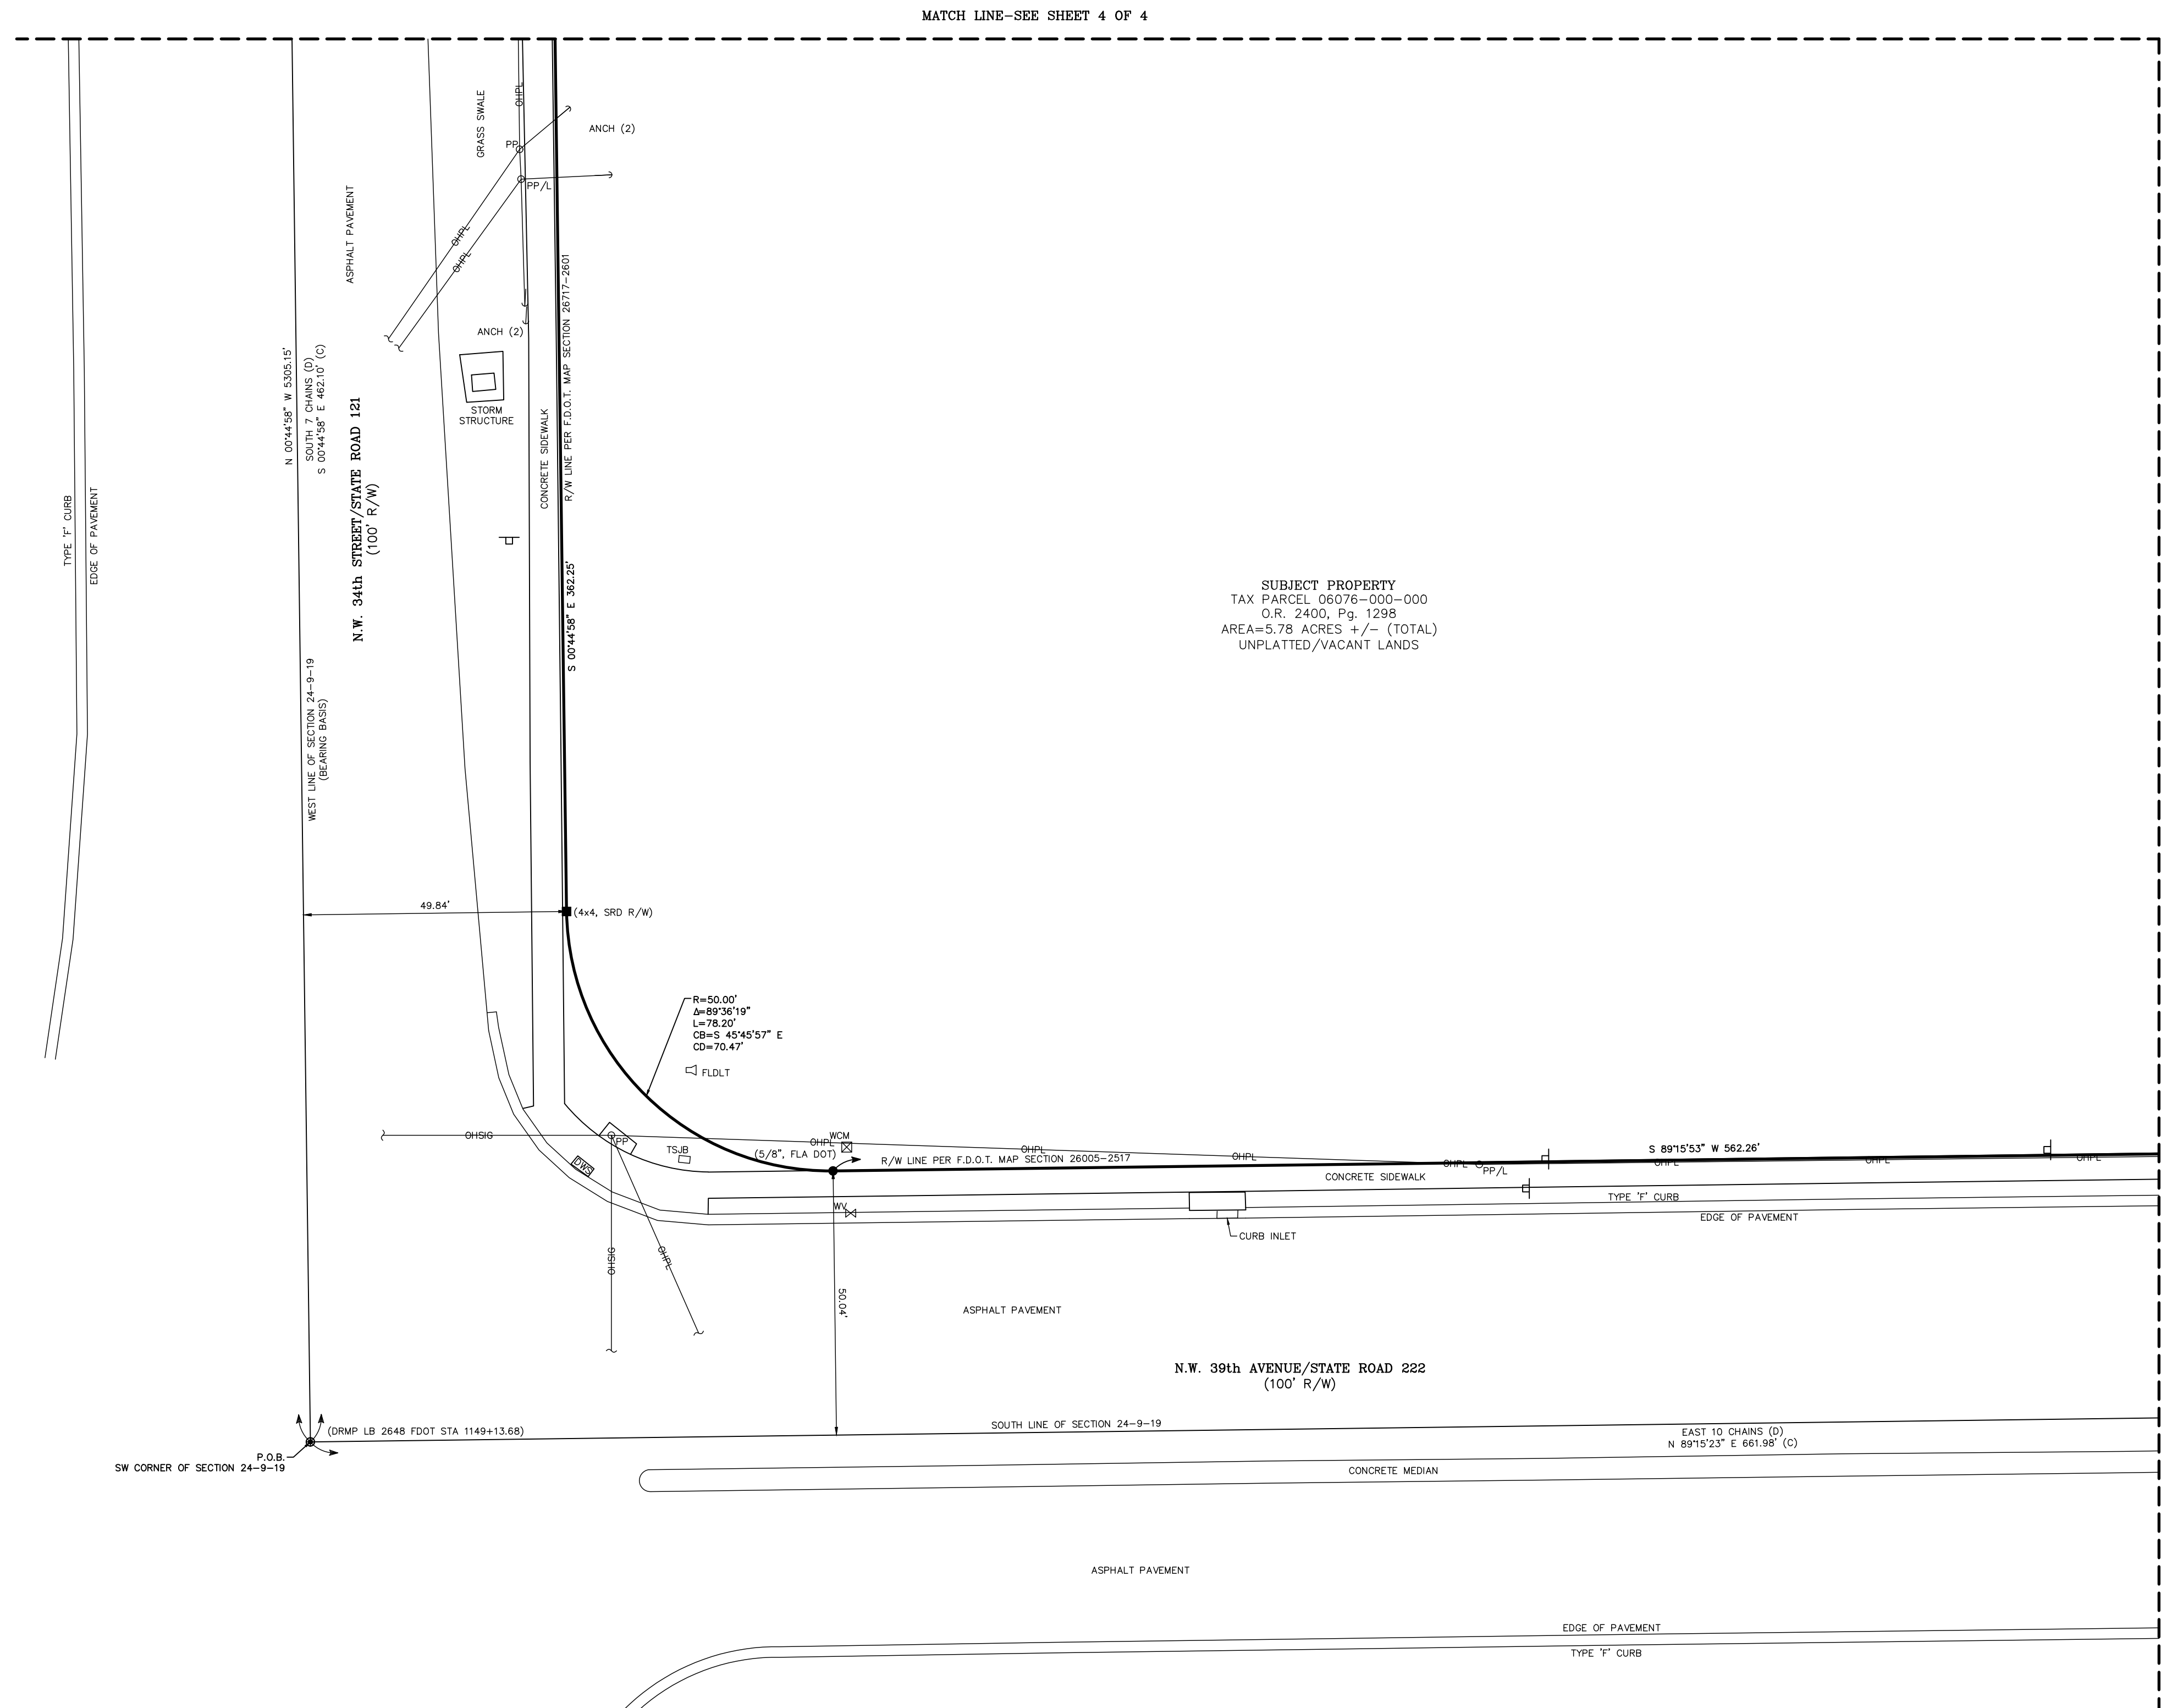 MATCH LINE-SEE SHEET 4 OF 4
OHPL
GRASS SWALE
ANCH (2)
PP
PP/L
ASPHALT PAVEMENT
OHPL
OHPL
ANCH (2)
STORM
STRUCTURE
N 00°44'58" W 5305.15'
SOUTH 7 CHAINS (D)
S 00°44'58" E 462.10' (C)
N.W. 34th STREET/STATE ROAD 121
(100' R/W)
CONCRETE SIDEWALK
R/W LINE PER F.D.O.T. MAP SECTION 26717-2601
TYPE 'F' CURB
EDGE OF PAVEMENT
S 00°44'58" E 362.25'
SUBJECT PROPERTY
TAX PARCEL 06076-000-000
O.R. 2400, Pg. 1298
AREA=5.78 ACRES +/- (TOTAL)
UNPLATTED/VACANT LANDS
WEST LINE OF SECTION 24-9-19
(BEARING BASIS)
49.84'
(4x4, SRD R/W)
R=50.00'
Δ=89°36'19"
L=78.20'
CB=S 45°45'57" E
CD=70.47'
FLDLT
OHSIG
PP
TSJB
DWS
WCM
OHPL
(5/8", FLA DOT)
R/W LINE PER F.D.O.T. MAP SECTION 26005-2517
OHPL
OHPL
OHPL
PP/L
S 89°15'53" W 562.26'
OHPL
OHPL
OHPL
CONCRETE SIDEWALK
TYPE 'F' CURB
EDGE OF PAVEMENT
WV
CURB INLET
OHSIG
OHPL
50.04'
ASPHALT PAVEMENT
N.W. 39th AVENUE/STATE ROAD 222
(100' R/W)
(DRMP LB 2648 FDOT STA 1149+13.68)
SOUTH LINE OF SECTION 24-9-19
EAST 10 CHAINS (D)
N 89°15'23" E 661.98' (C)
P.O.B.
SW CORNER OF SECTION 24-9-19
CONCRETE MEDIAN
ASPHALT PAVEMENT
EDGE OF PAVEMENT
TYPE 'F' CURB